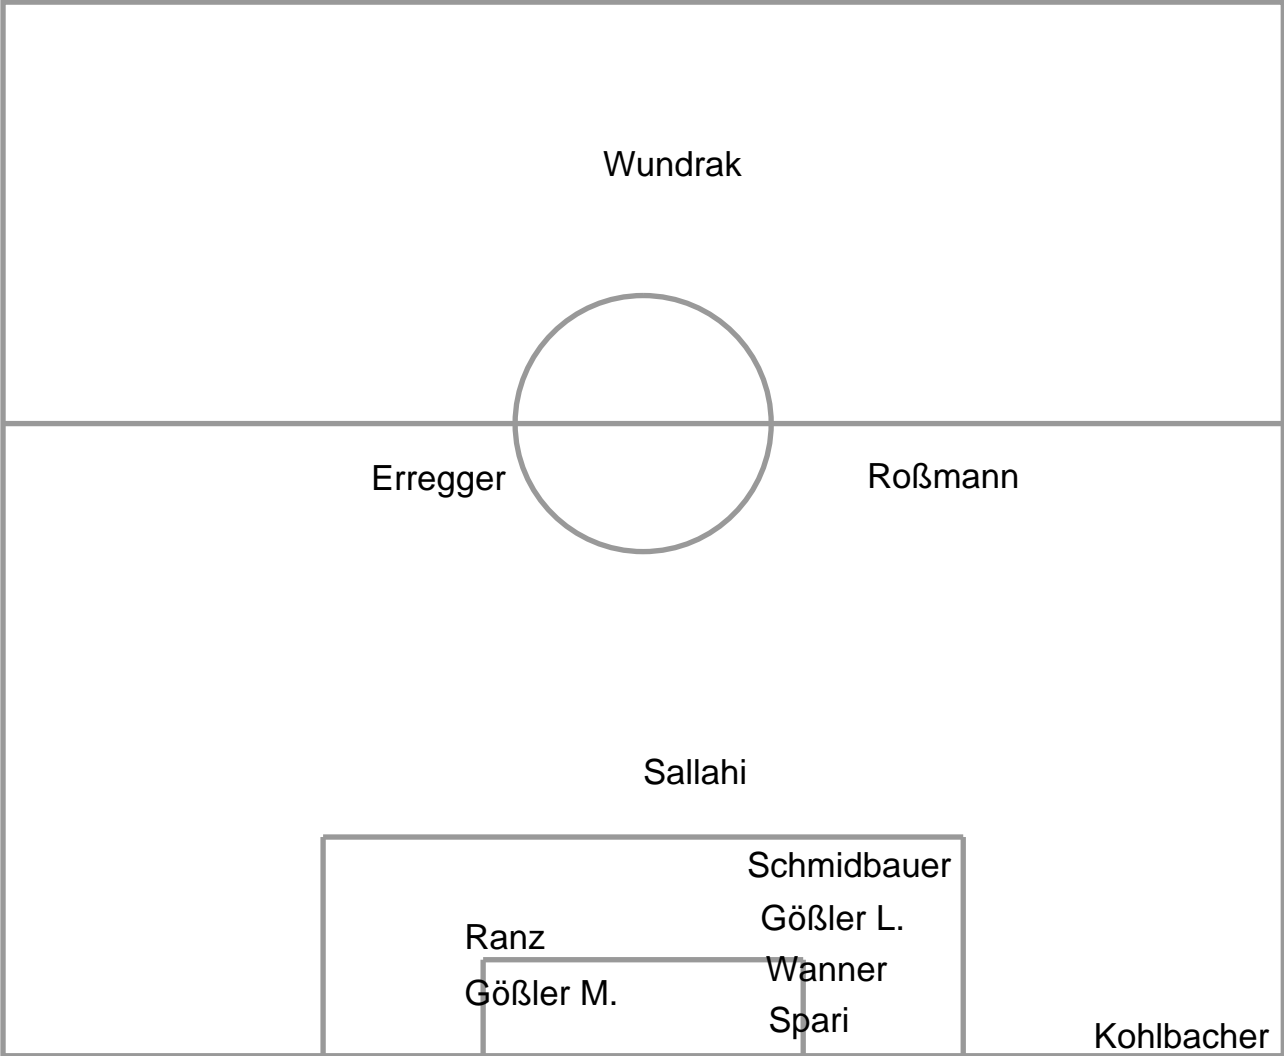 Wundrak
Erregger
Roßmann
Sallahi
Schmidbauer
Gößler L.
Ranz
Wanner
Gößler M.
Spari
Kohlbacher